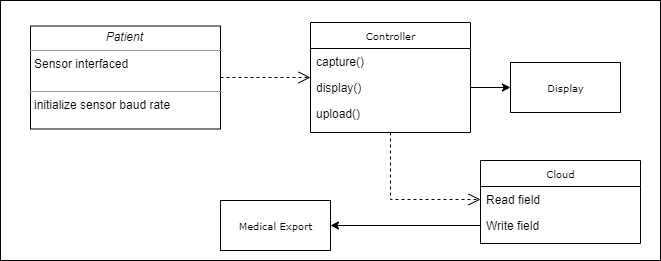 Patient
Sensor interfaced
initialize sensor baud rate
Controller
capture()
display()
upload()
Display
Cloud
Read field
Write field
Medical Export